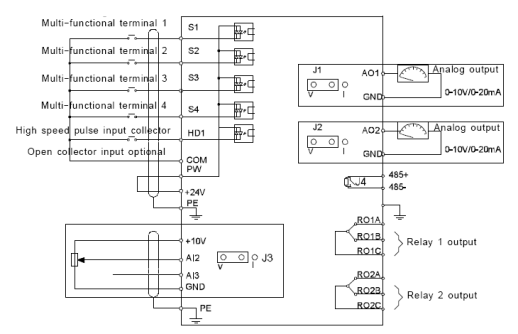 Multi-functional terminal 1
S1
Multi-functional terminal 2
S2
Multi-functional terminal 3
S3
Multi-functional terminal 4
S4
High speed pulse input collector
HD1
Open collector input optional
COM
PW
+24V
PE
J1
V I
AO1
GND
Analog output
0-10V/0-20mA
J2
V I
AO2
GND
Analog output
0-10V/0-20mA
J4
485+
485-
+10V
AI2
AI3
GND
V I
J3
PE
RO1A
RO1B
RO1C
Relay 1 output
RO2A
RO2B
RO2C
Relay 2 output